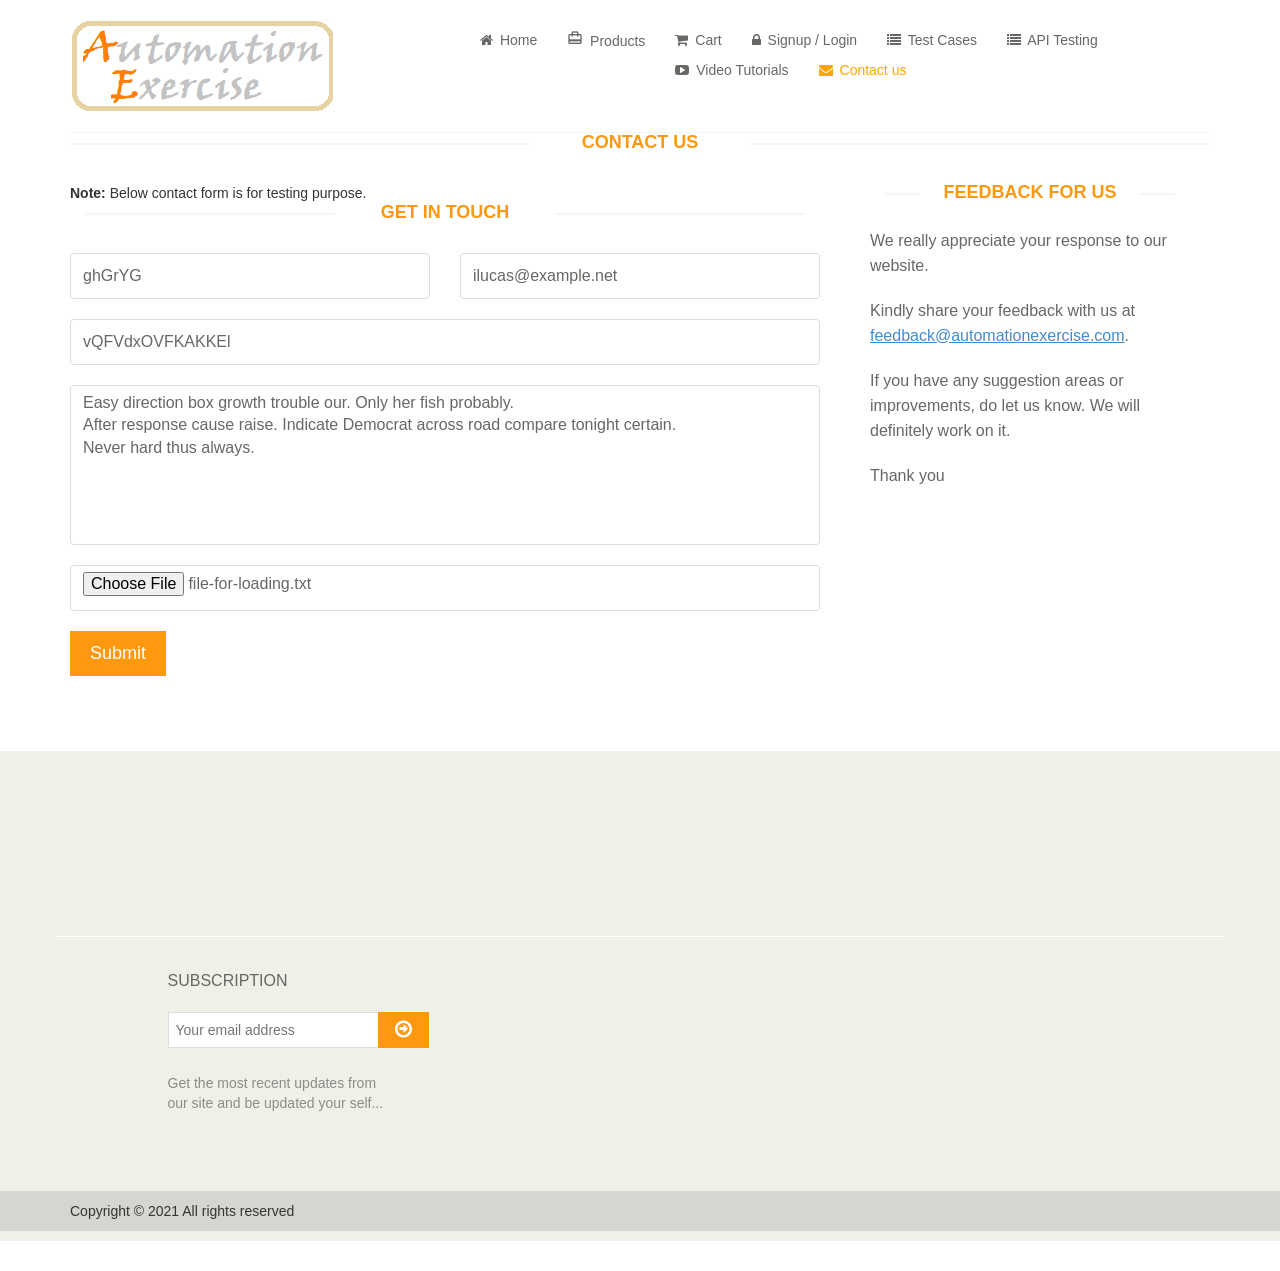 Automation
Exercise
Home
Products
Cart
Signup / Login
Test Cases
API Testing
Video Tutorials
Contact us
CONTACT US
Note: Below contact form is for testing purpose.
GET IN TOUCH
ghGrYG
ilucas@example.net
vQFVdxOVFKAKKEl
Easy direction box growth trouble our. Only her fish probably.
After response cause raise. Indicate Democrat across road compare tonight certain.
Never hard thus always.
Choose File file-for-loading.txt
Submit
FEEDBACK FOR US
We really appreciate your response to our
website.
Kindly share your feedback with us at
feedback@automationexercise.com.
If you have any suggestion areas or
improvements, do let us know. We will
definitely work on it.
Thank you
SUBSCRIPTION
Your email address
Get the most recent updates from
our site and be updated your self...
Copyright © 2021 All rights reserved